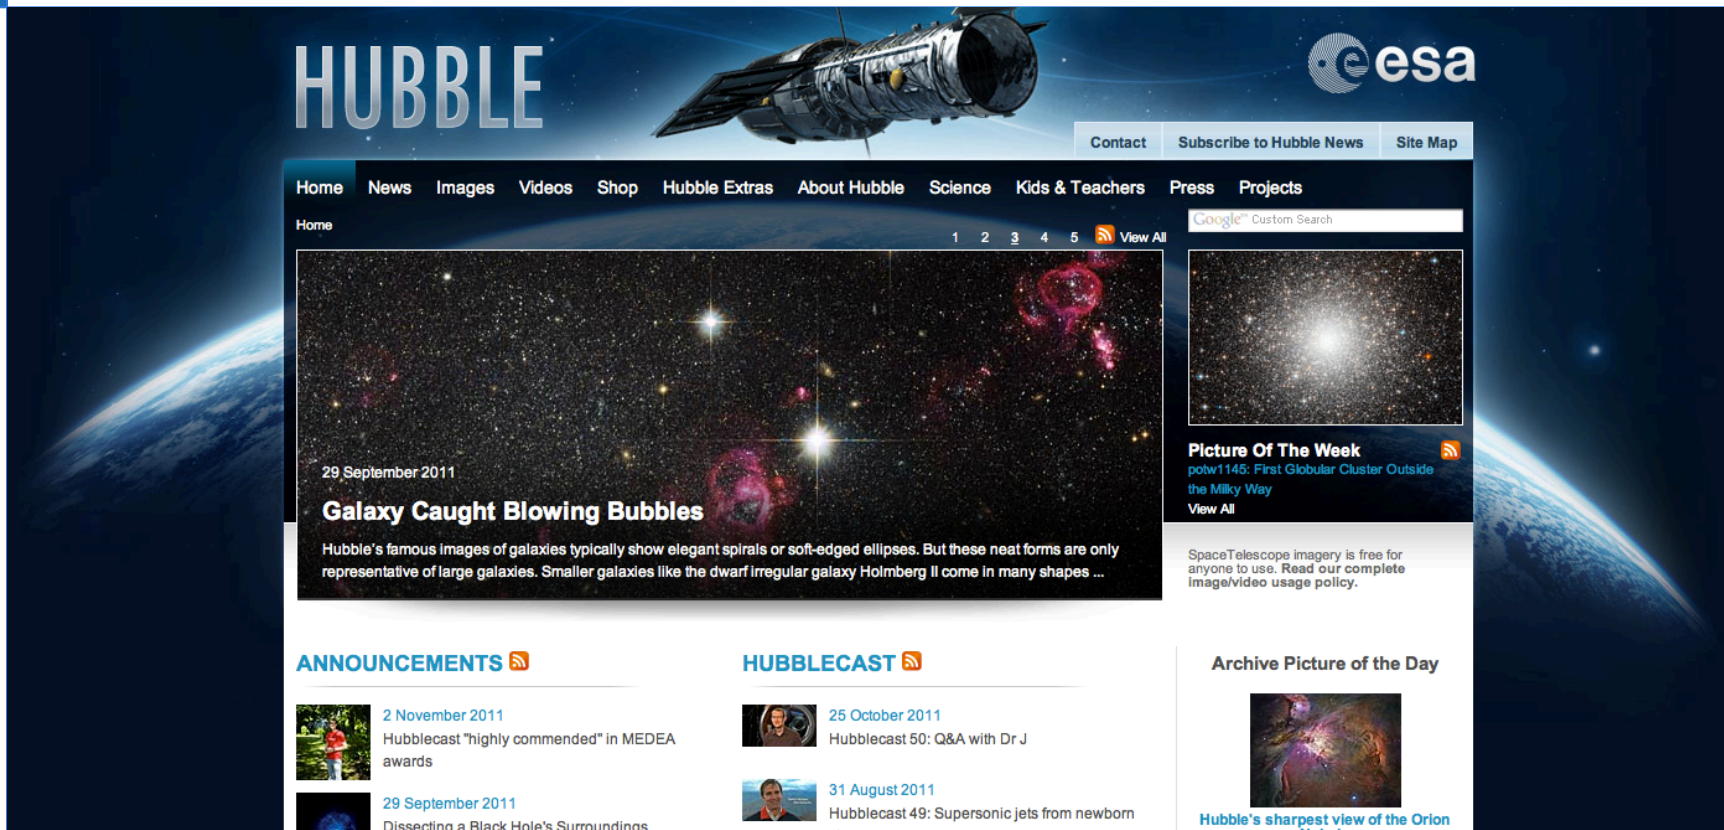 HUBBLE
esa
Contact
Subscribe to Hubble News
Site Map
Home
News
Images
Videos
Shop
Hubble Extras
About Hubble
Science
Kids & Teachers
Press
Projects
Home
1 2 3 4 5 View All
Google™ Custom Search
29 September 2011
Galaxy Caught Blowing Bubbles
Hubble's famous images of galaxies typically show elegant spirals or soft-edged ellipses. But these neat forms are only
representative of large galaxies. Smaller galaxies like the dwarf irregular galaxy Holmberg II come in many shapes ...
Picture Of The Week
potw1145: First Globular Cluster Outside
the Milky Way
View All
SpaceTelescope imagery is free for
anyone to use. Read our complete
image/video usage policy.
ANNOUNCEMENTS
2 November 2011
Hubblecast "highly commended" in MEDEA
awards
29 September 2011
Dissecting a Black Hole's Surroundings
HUBBLECAST
25 October 2011
Hubblecast 50: Q&A with Dr J
31 August 2011
Hubblecast 49: Supersonic jets from newborn
Archive Picture of the Day
Hubble's sharpest view of the Orion